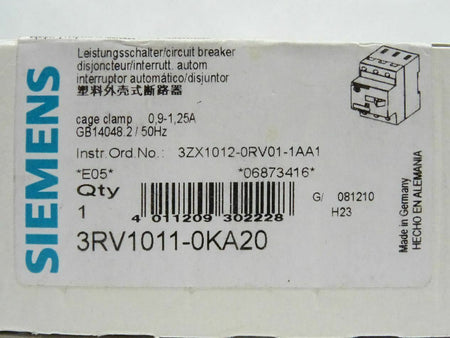 SIEMENS
Leistungsschalter/circuit breaker
disjoncteur/interrutt. autom
interruptor automático/disjuntor
塑料外壳式断路器
cage clamp 0,9-1,25A
GB14048.2 / 50Hz
Instr.Ord No.: 3ZX1012-0RV01-1AA1
*E05* *06873416*
Qty
1
4 011209 302228
G/ 081210
H23
3RV1011-0KA20
Made in Germany
HECHO EN ALEMANIA